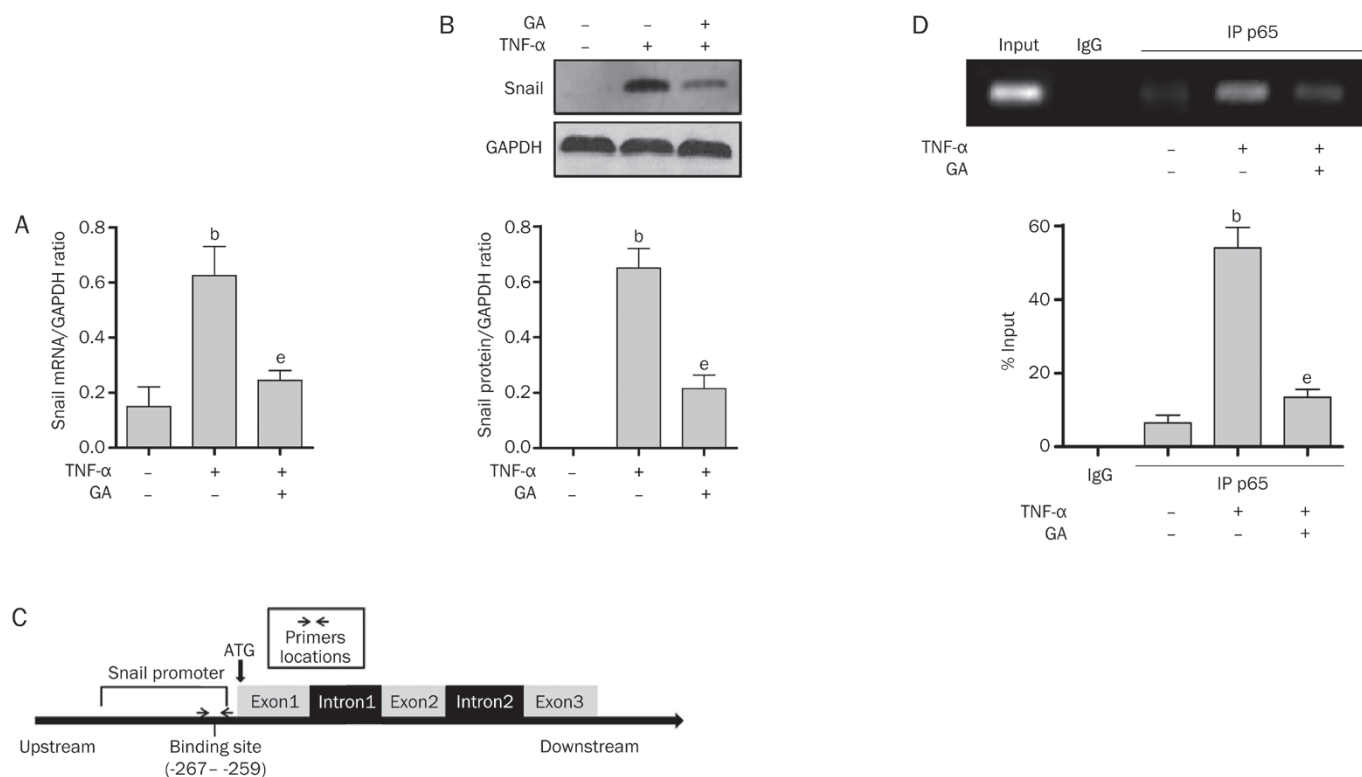 A
Snail mRNA/GAPDH ratio
0.8
0.6
0.4
0.2
0.0
b
e
TNF-α – + +
GA – – +
B
GA – – +
TNF-α – + +
Snail
GAPDH
Snail protein/GAPDH ratio
0.8
0.6
0.4
0.2
0.0
b
e
TNF-α – + +
GA – – +
C
Primers
locations
ATG
Snail promoter
Exon1 Intron1 Exon2 Intron2 Exon3
Upstream Binding site Downstream
(-267– -259)
D
Input IgG IP p65
TNF-α – + +
GA – – +
% Input
60
40
20
0
b
e
IgG IP p65
TNF-α – + +
GA – – +